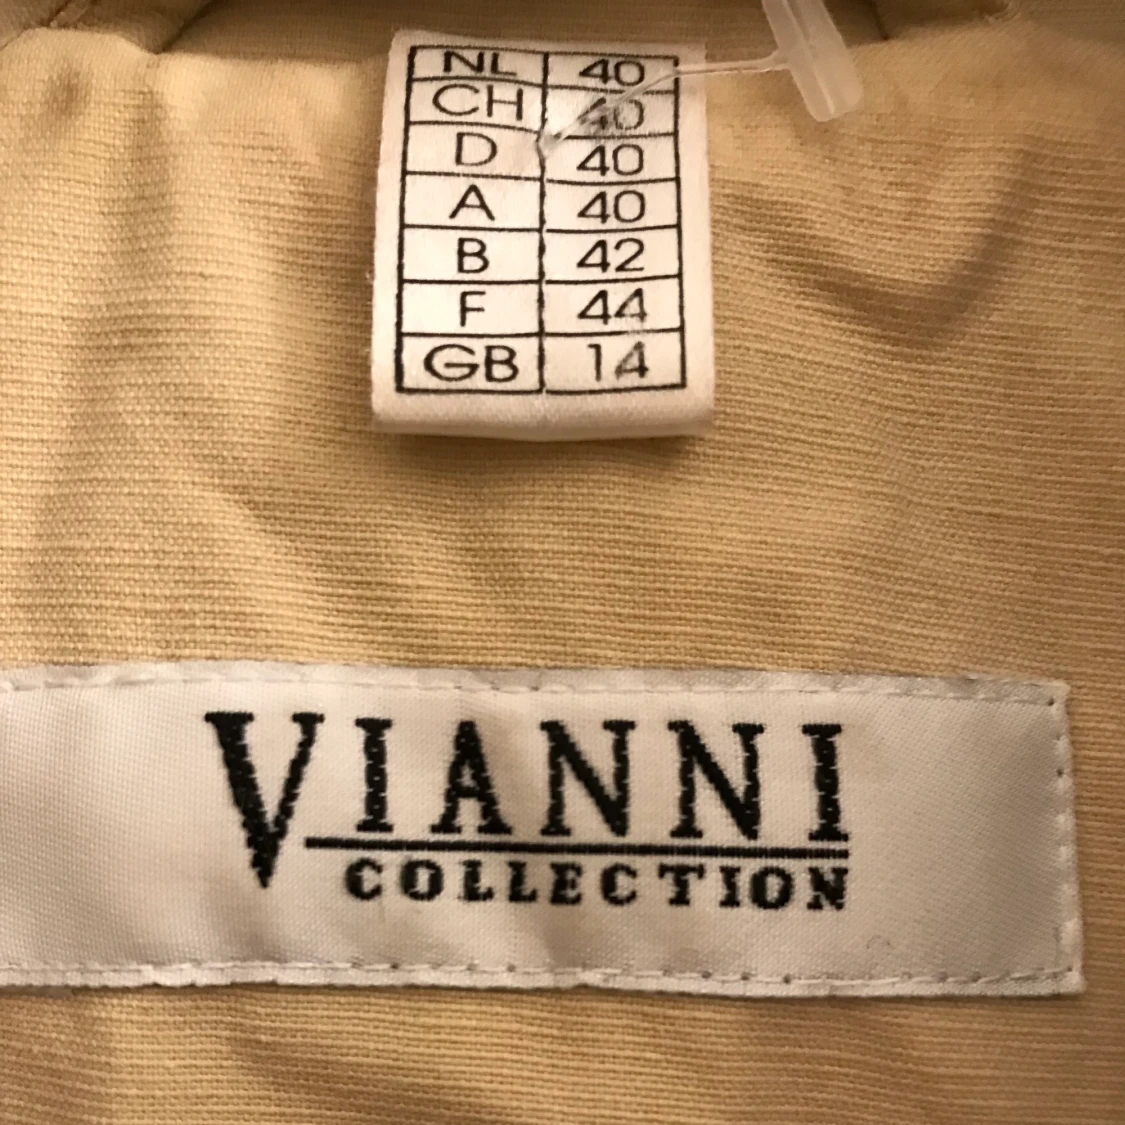 NL 40
CH 40
D 40
A 40
B 42
F 44
GB 14
VIANNI
COLLECTION